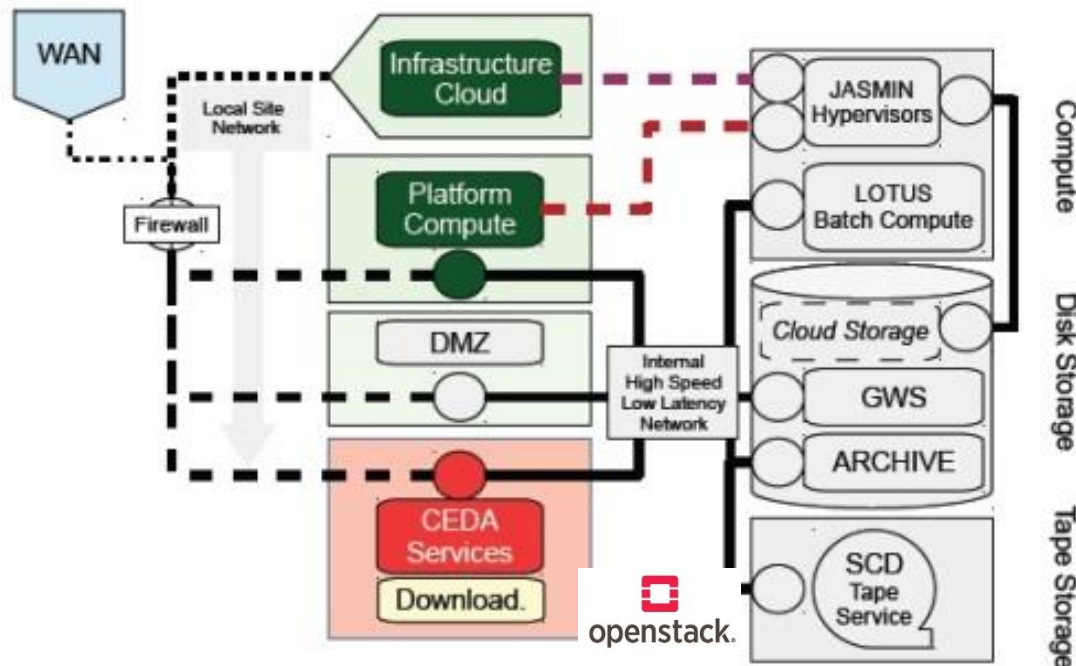 WAN
Infrastructure
Cloud
Local Site
Network
JASMIN
Hypervisors
Compute
Platform
Compute
LOTUS
Batch Compute
Firewall
DMZ
Internal
High Speed
Low Latency
Network
Cloud Storage
GWS
ARCHIVE
Disk Storage
CEDA
Services
Download.
openstack.
SCD
Tape
Service
Tape Storage